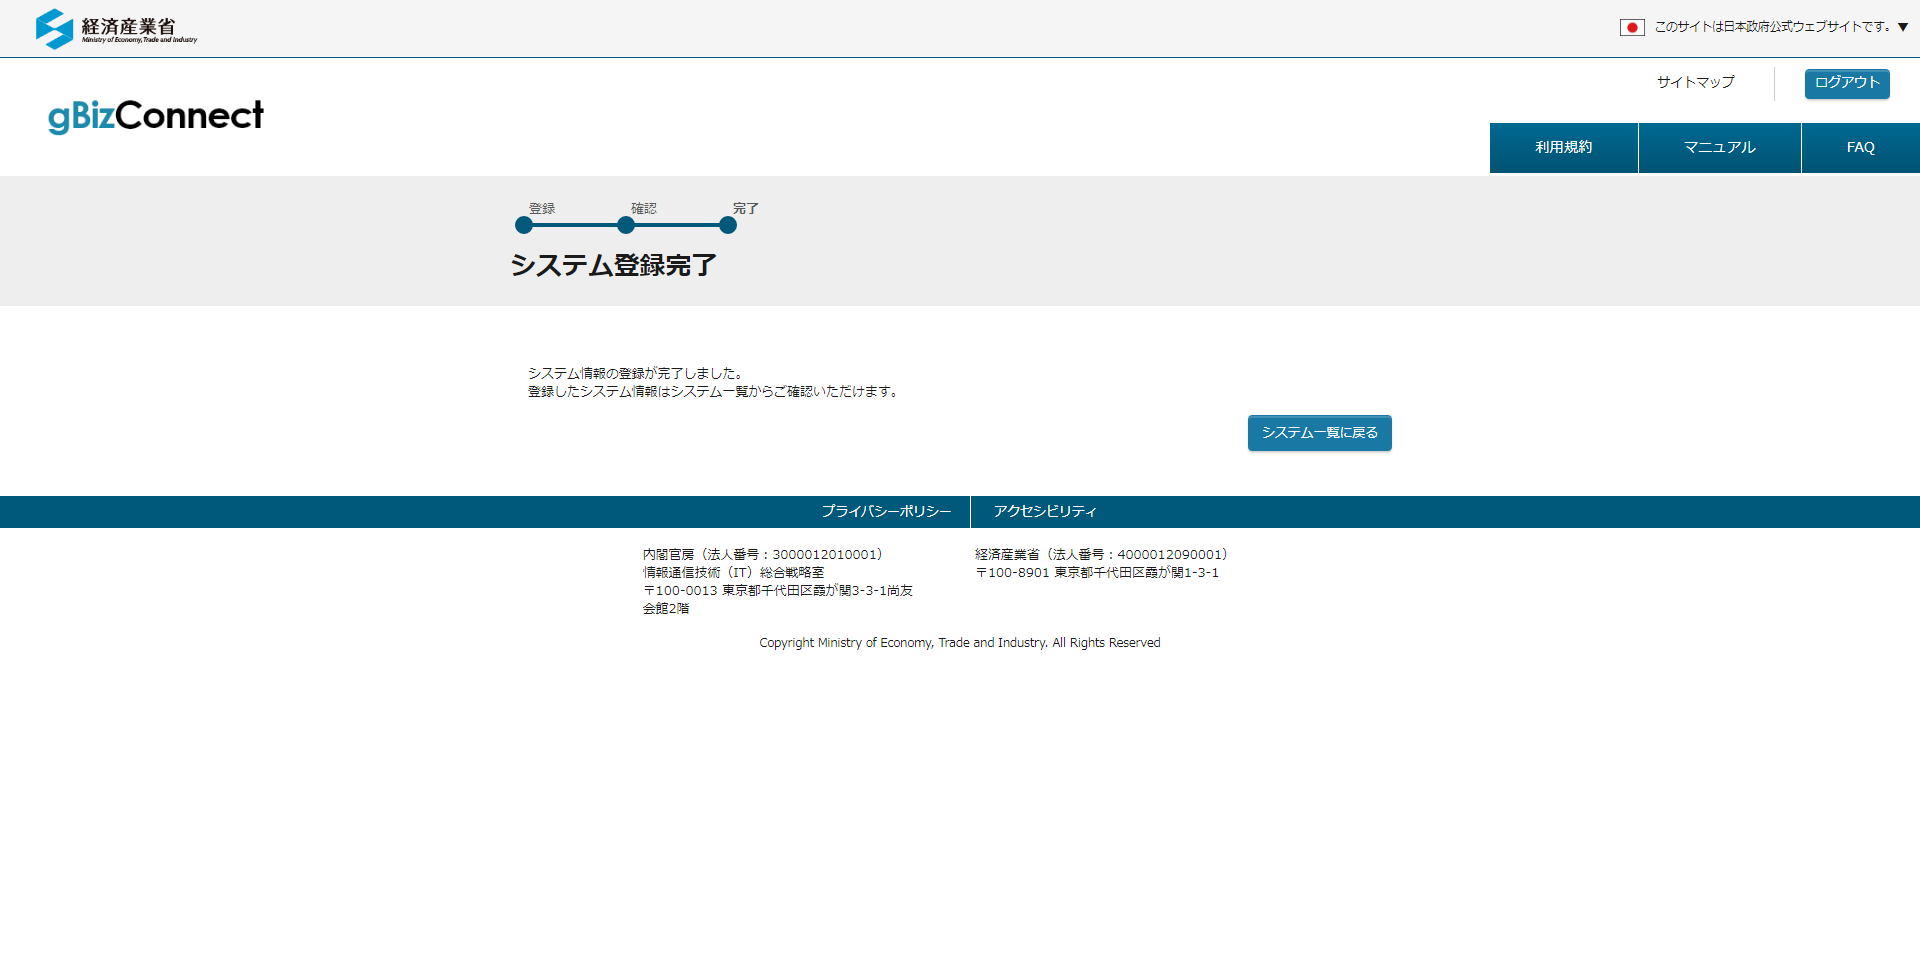 経済産業省
Ministry of Economy, Trade and Industry
このサイトは日本政府公式ウェブサイトです。▼
サイトマップ
ログアウト
gBizConnect
利用規約
マニュアル
FAQ
登録
確認
完了
システム登録完了
システム情報の登録が完了しました。
登録したシステム情報はシステム一覧からご確認いただけます。
システム一覧に戻る
プライバシーポリシー
アクセシビリティ
内閣官房（法人番号：3000012010001）
情報通信技術（IT）総合戦略室
〒100-0013 東京都千代田区霞が関3-3-1尚友
会館2階
経済産業省（法人番号：4000012090001）
〒100-8901 東京都千代田区霞が関1-3-1
Copyright Ministry of Economy, Trade and Industry. All Rights Reserved